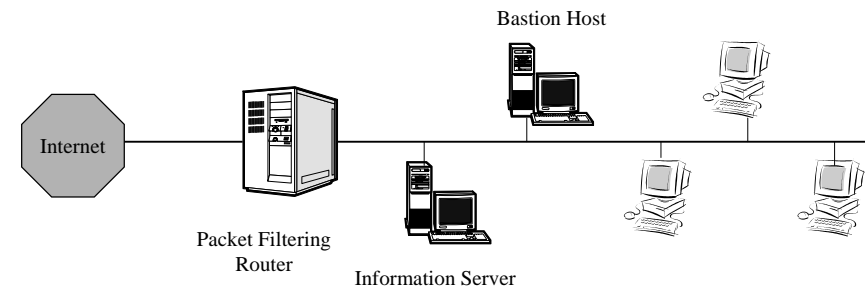 Bastion Host
Internet
Packet Filtering
Router
Information Server